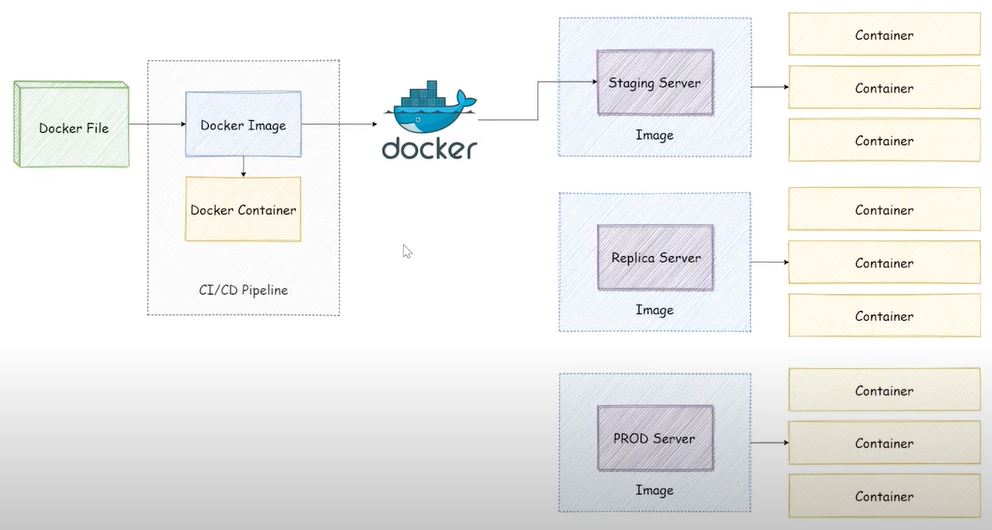 Docker File
Docker Image
Docker Container
CI/CD Pipeline
docker
Staging Server
Image
Container
Container
Container
Replica Server
Image
Container
Container
Container
PROD Server
Image
Container
Container
Container